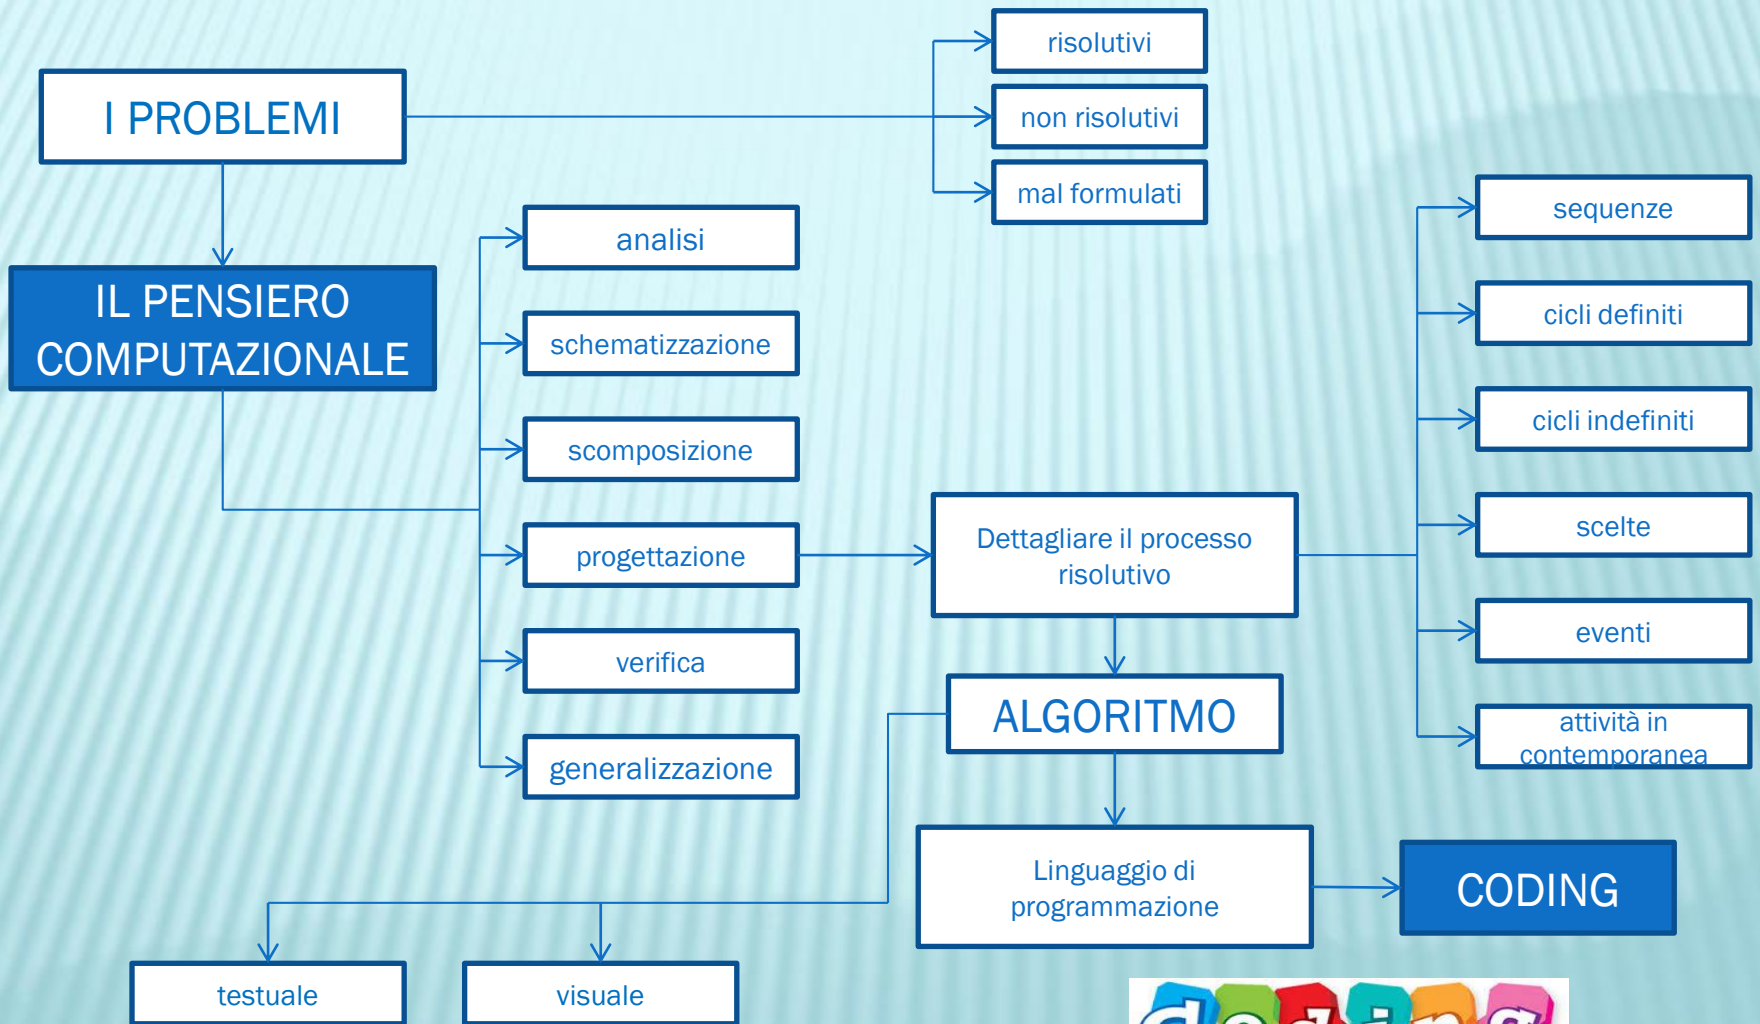 I PROBLEMI
risolutivi
non risolutivi
mal formulati
IL PENSIERO
COMPUTAZIONALE
analisi
schematizzazione
scomposizione
progettazione
verifica
generalizzazione
Dettagliare il processo
risolutivo
sequenze
cicli definiti
cicli indefiniti
scelte
eventi
attività in
contemporanea
ALGORITMO
Linguaggio di
programmazione
CODING
testuale
visuale
coding